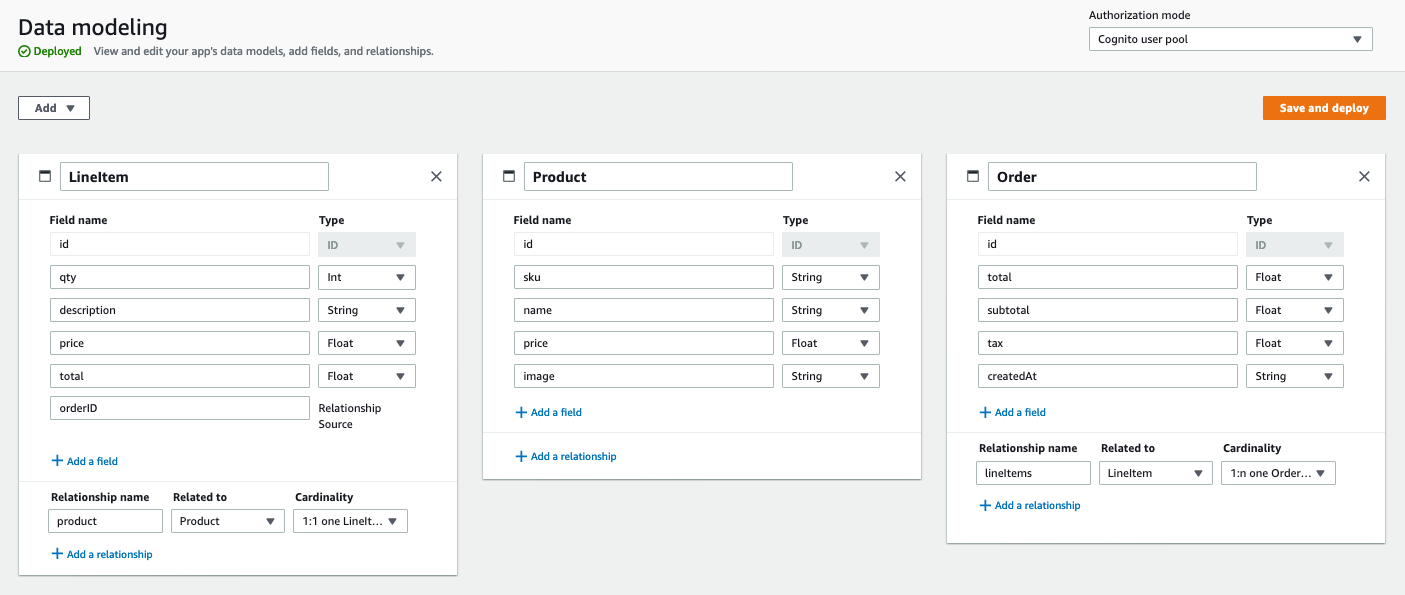 Data modeling
Deployed View and edit your app's data models, add fields, and relationships.
Authorization mode
Cognito user pool
Add
Save and deploy
LineItem
Field name Type
id ID
qty Int
description String
price Float
total Float
orderID Relationship
Source
Add a field
Relationship name Related to Cardinality
product Product 1:1 one LineIt...
Add a relationship
Product
Field name Type
id ID
sku String
name String
price Float
image String
Add a field
Add a relationship
Order
Field name Type
id ID
total Float
subtotal Float
tax Float
createdAt String
Add a field
Relationship name Related to Cardinality
lineItems LineItem 1:n one Order...
Add a relationship